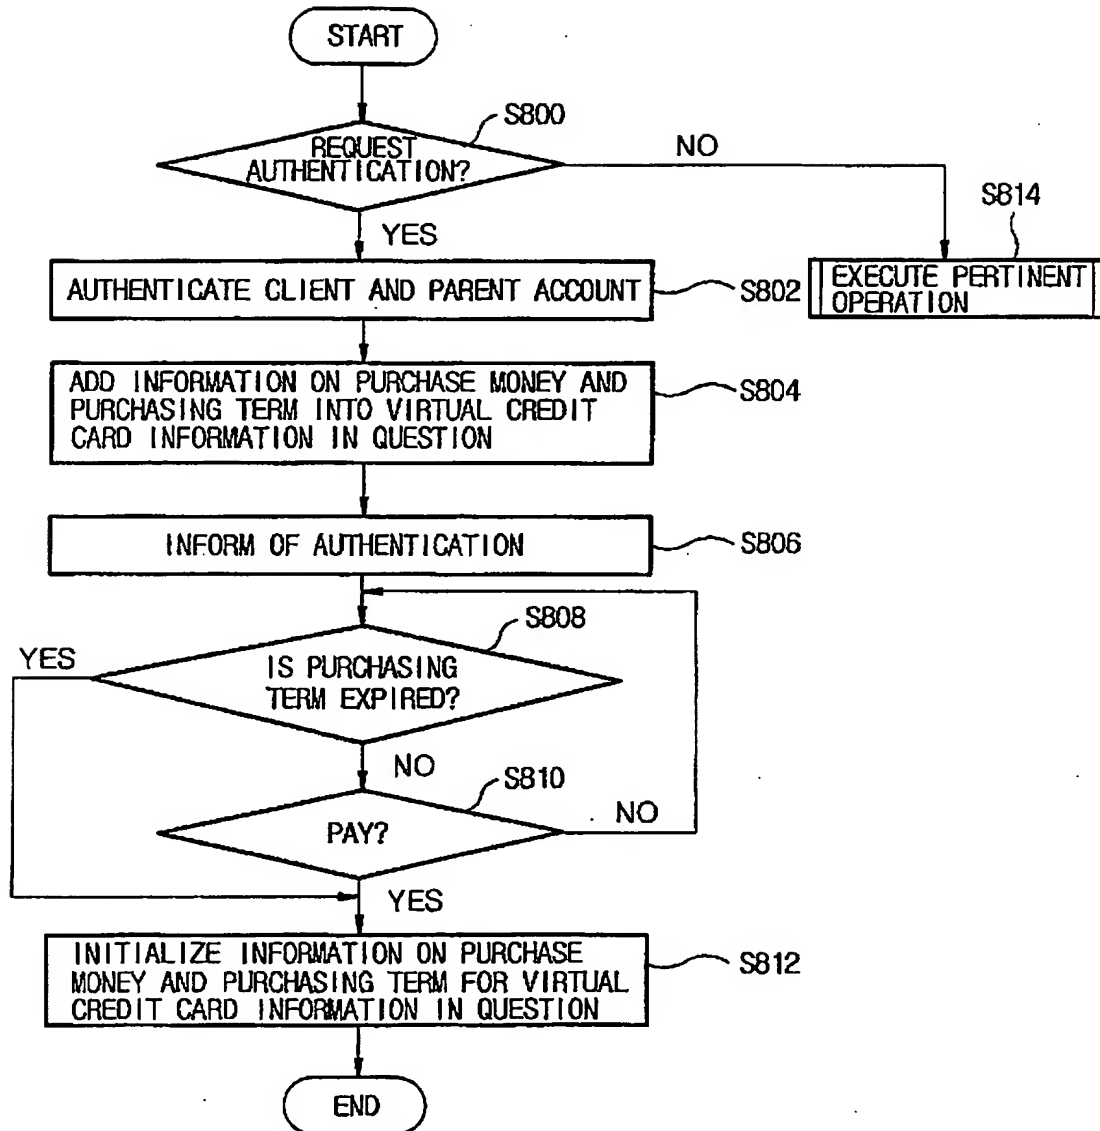 START
S800
REQUEST
AUTHENTICATION?
NO
S814
YES
EXECUTE PERTINENT
OPERATION
AUTHENTICATE CLIENT AND PARENT ACCOUNT
S802
ADD INFORMATION ON PURCHASE MONEY AND
PURCHASING TERM INTO VIRTUAL CREDIT
CARD INFORMATION IN QUESTION
S804
INFORM OF AUTHENTICATION
S806
S808
YES
IS PURCHASING
TERM EXPIRED?
NO
S810
PAY?
NO
YES
INITIALIZE INFORMATION ON PURCHASE
MONEY AND PURCHASING TERM FOR VIRTUAL
CREDIT CARD INFORMATION IN QUESTION
S812
END